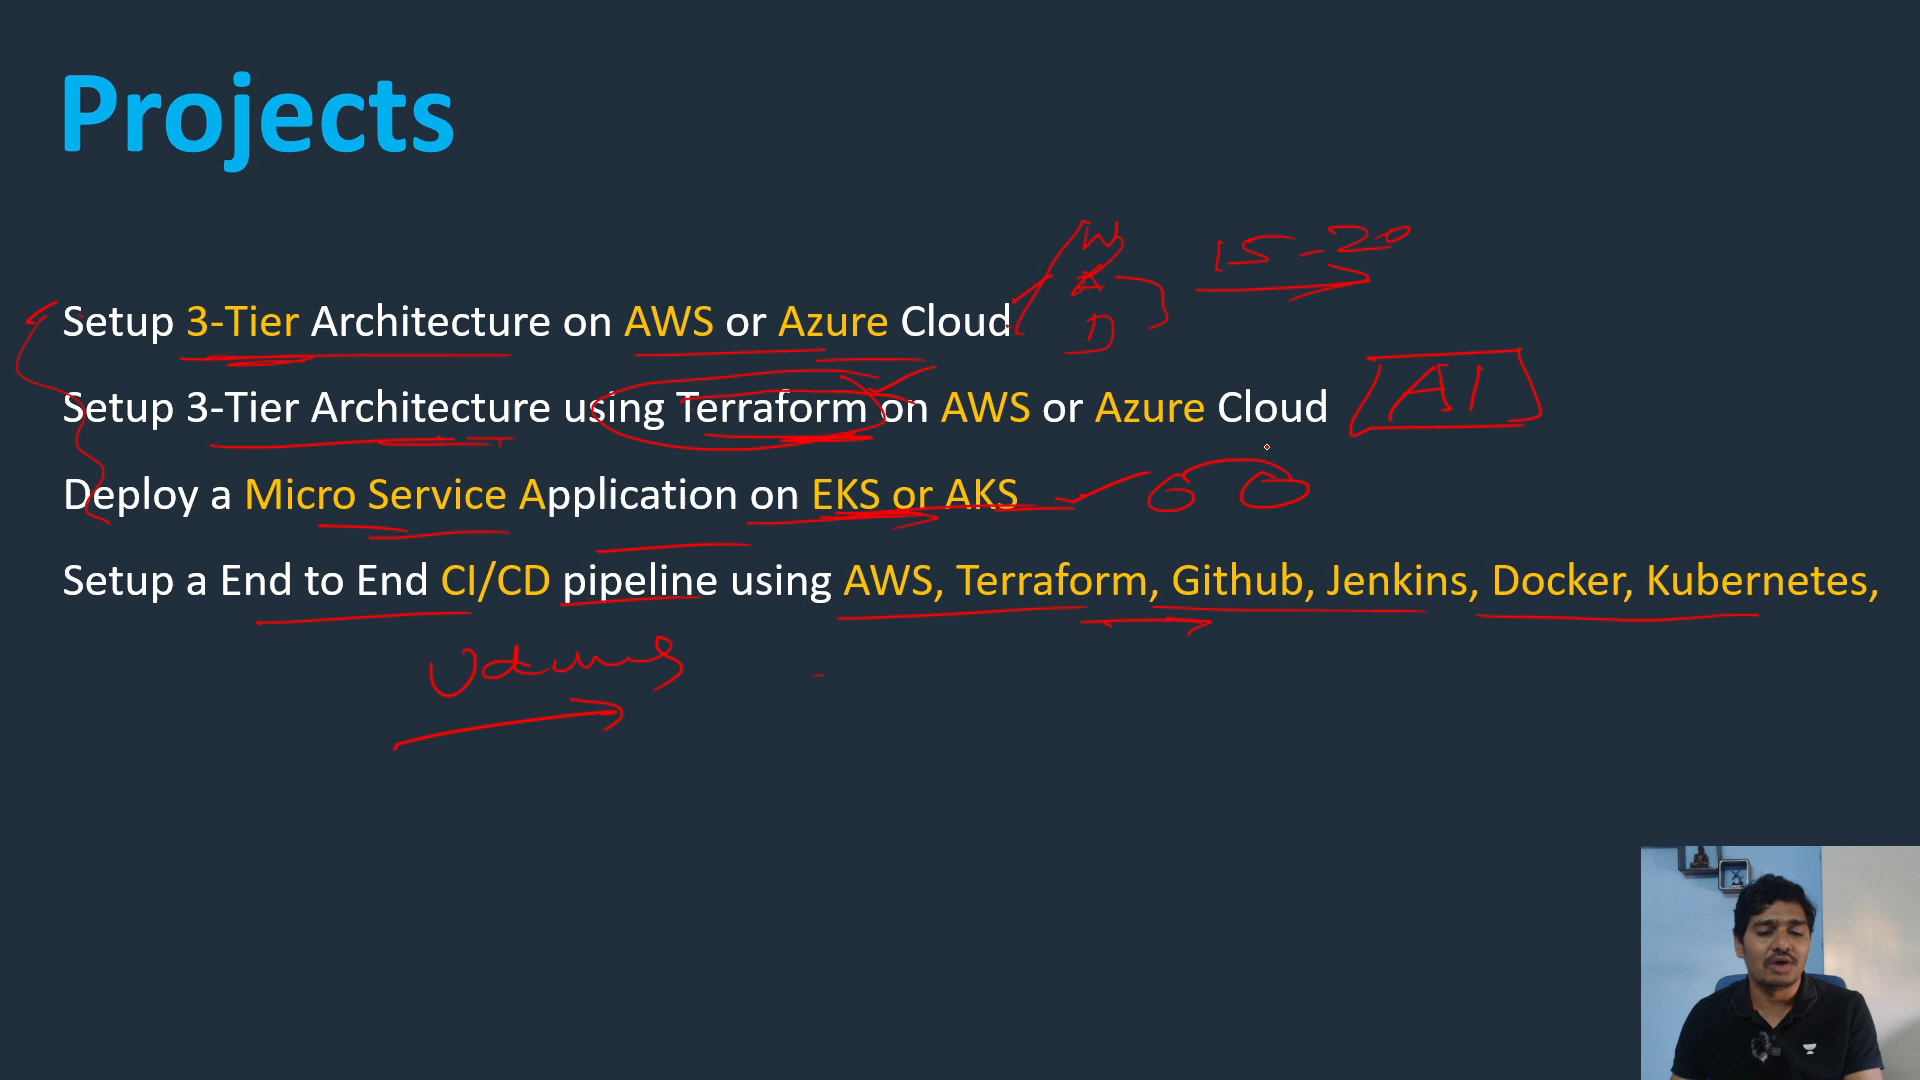 Projects
W
15-20
A
Setup 3-Tier Architecture on AWS or Azure Cloud
D
Setup 3-Tier Architecture using Terraform on AWS or Azure Cloud
AI
Deploy a Micro Service Application on EKS or AKS
Setup a End to End CI/CD pipeline using AWS, Terraform, Github, Jenkins, Docker, Kubernetes,